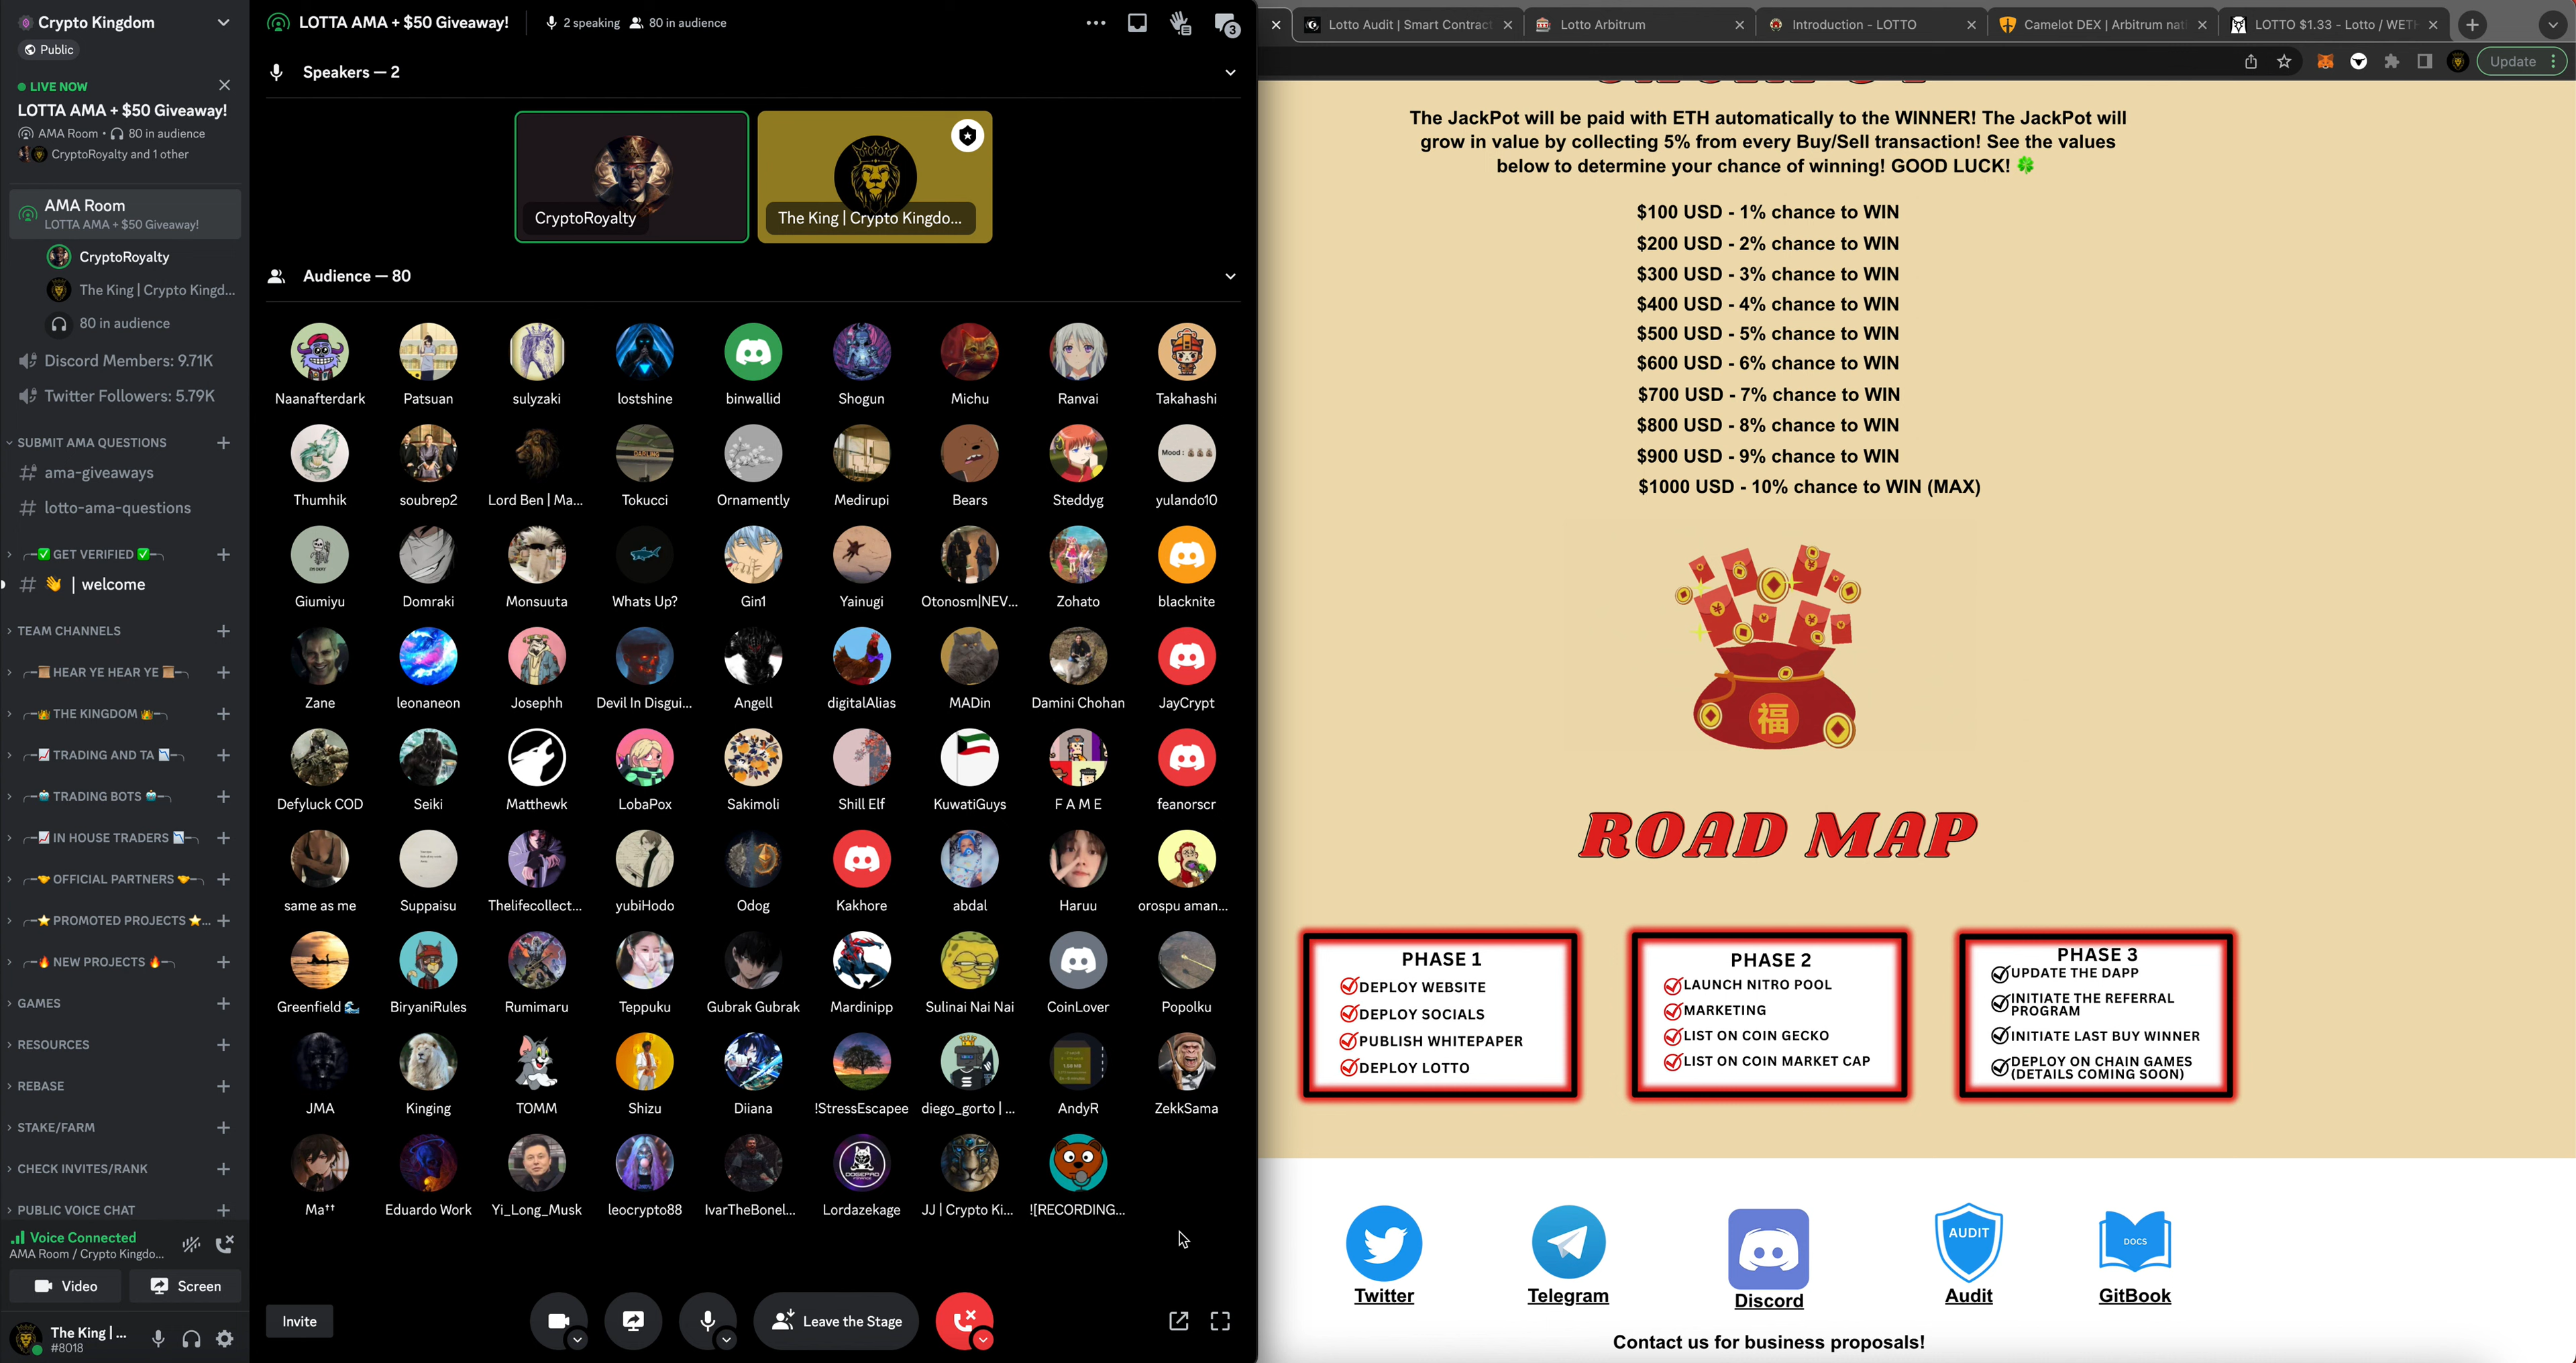 Crypto Kingdom
Public
LIVE NOW
LOTTA AMA + $50 Giveaway!
AMA Room • 80 in audience
CryptoRoyalty and 1 other
AMA Room
LOTTA AMA + $50 Giveaway!
CryptoRoyalty
The King | Crypto Kingd...
80 in audience
Discord Members: 9.71K
Twitter Followers: 5.79K
SUBMIT AMA QUESTIONS
ama-giveaways
lotto-ama-questions
GET VERIFIED
👋 | welcome
TEAM CHANNELS
HEAR YE HEAR YE
THE KINGDOM
TRADING AND TA
TRADING BOTS
IN HOUSE TRADERS
OFFICIAL PARTNERS
PROMOTED PROJECTS ⭐...
NEW PROJECTS
GAMES
RESOURCES
REBASE
STAKE/FARM
CHECK INVITES/RANK
PUBLIC VOICE CHAT
Voice Connected
AMA Room / Crypto Kingdo...
Video Screen
The King | ...
#8018
LOTTA AMA + $50 Giveaway! 2 speaking 80 in audience
3
Speakers — 2
CryptoRoyalty The King | Crypto Kingdo...
Audience — 80
Naanafterdark Patsuan sulyzaki lostshine binwallid Shogun Michu Ranvai Takahashi
DARLING
Mood :
Thumhik soubrep2 Lord Ben | Ma... Tokucci Ornamently Medirupi Bears Steddyg yulando10
Giumiyu Domraki Monsuuta Whats Up? Gin1 Yainugi Otonosm|NEV... Zohato blacknite
Zane leonaneon Josephh Devil In Disgui... Angell digitalAlias MADin Damini Chohan JayCrypt
Defyluck COD Seiki Matthewk LobaPox Sakimoli Shill Elf KuwatiGuys F A M E feanorscr
same as me Suppaisu Thelifecollect... yubiHodo Odog Kakhore abdal Haruu orospu aman...
Greenfield 🌊 BiryaniRules Rumimaru Teppuku Gubrak Gubrak Mardinipp Sulinai Nai Nai CoinLover Popolku
JMA Kinging TOMM Shizu Diiana !StressEscapee diego_gorto | ... AndyR ZekkSama
Ma†† Eduardo Work Yi_Long_Musk leocrypto88 IvarTheBonel... Lordazekage JJ | Crypto Ki... ![RECORDING...
Invite
Leave the Stage
Lotto Audit | Smart Contract
Lotto Arbitrum
Introduction - LOTTO
Camelot DEX | Arbitrum nati
LOTTO $1.33 - Lotto / WETH
Update
The JackPot will be paid with ETH automatically to the WINNER! The JackPot will
grow in value by collecting 5% from every Buy/Sell transaction! See the values
below to determine your chance of winning! GOOD LUCK! 🍀
$100 USD - 1% chance to WIN
$200 USD - 2% chance to WIN
$300 USD - 3% chance to WIN
$400 USD - 4% chance to WIN
$500 USD - 5% chance to WIN
$600 USD - 6% chance to WIN
$700 USD - 7% chance to WIN
$800 USD - 8% chance to WIN
$900 USD - 9% chance to WIN
$1000 USD - 10% chance to WIN (MAX)
福
ROAD MAP
PHASE 1
DEPLOY WEBSITE
DEPLOY SOCIALS
PUBLISH WHITEPAPER
DEPLOY LOTTO
PHASE 2
LAUNCH NITRO POOL
MARKETING
LIST ON COIN GECKO
LIST ON COIN MARKET CAP
PHASE 3
UPDATE THE DAPP
INITIATE THE REFERRAL
PROGRAM
INITIATE LAST BUY WINNER
DEPLOY ON CHAIN GAMES
(DETAILS COMING SOON)
AUDIT
DOCS
Twitter Telegram Discord Audit GitBook
Contact us for business proposals!